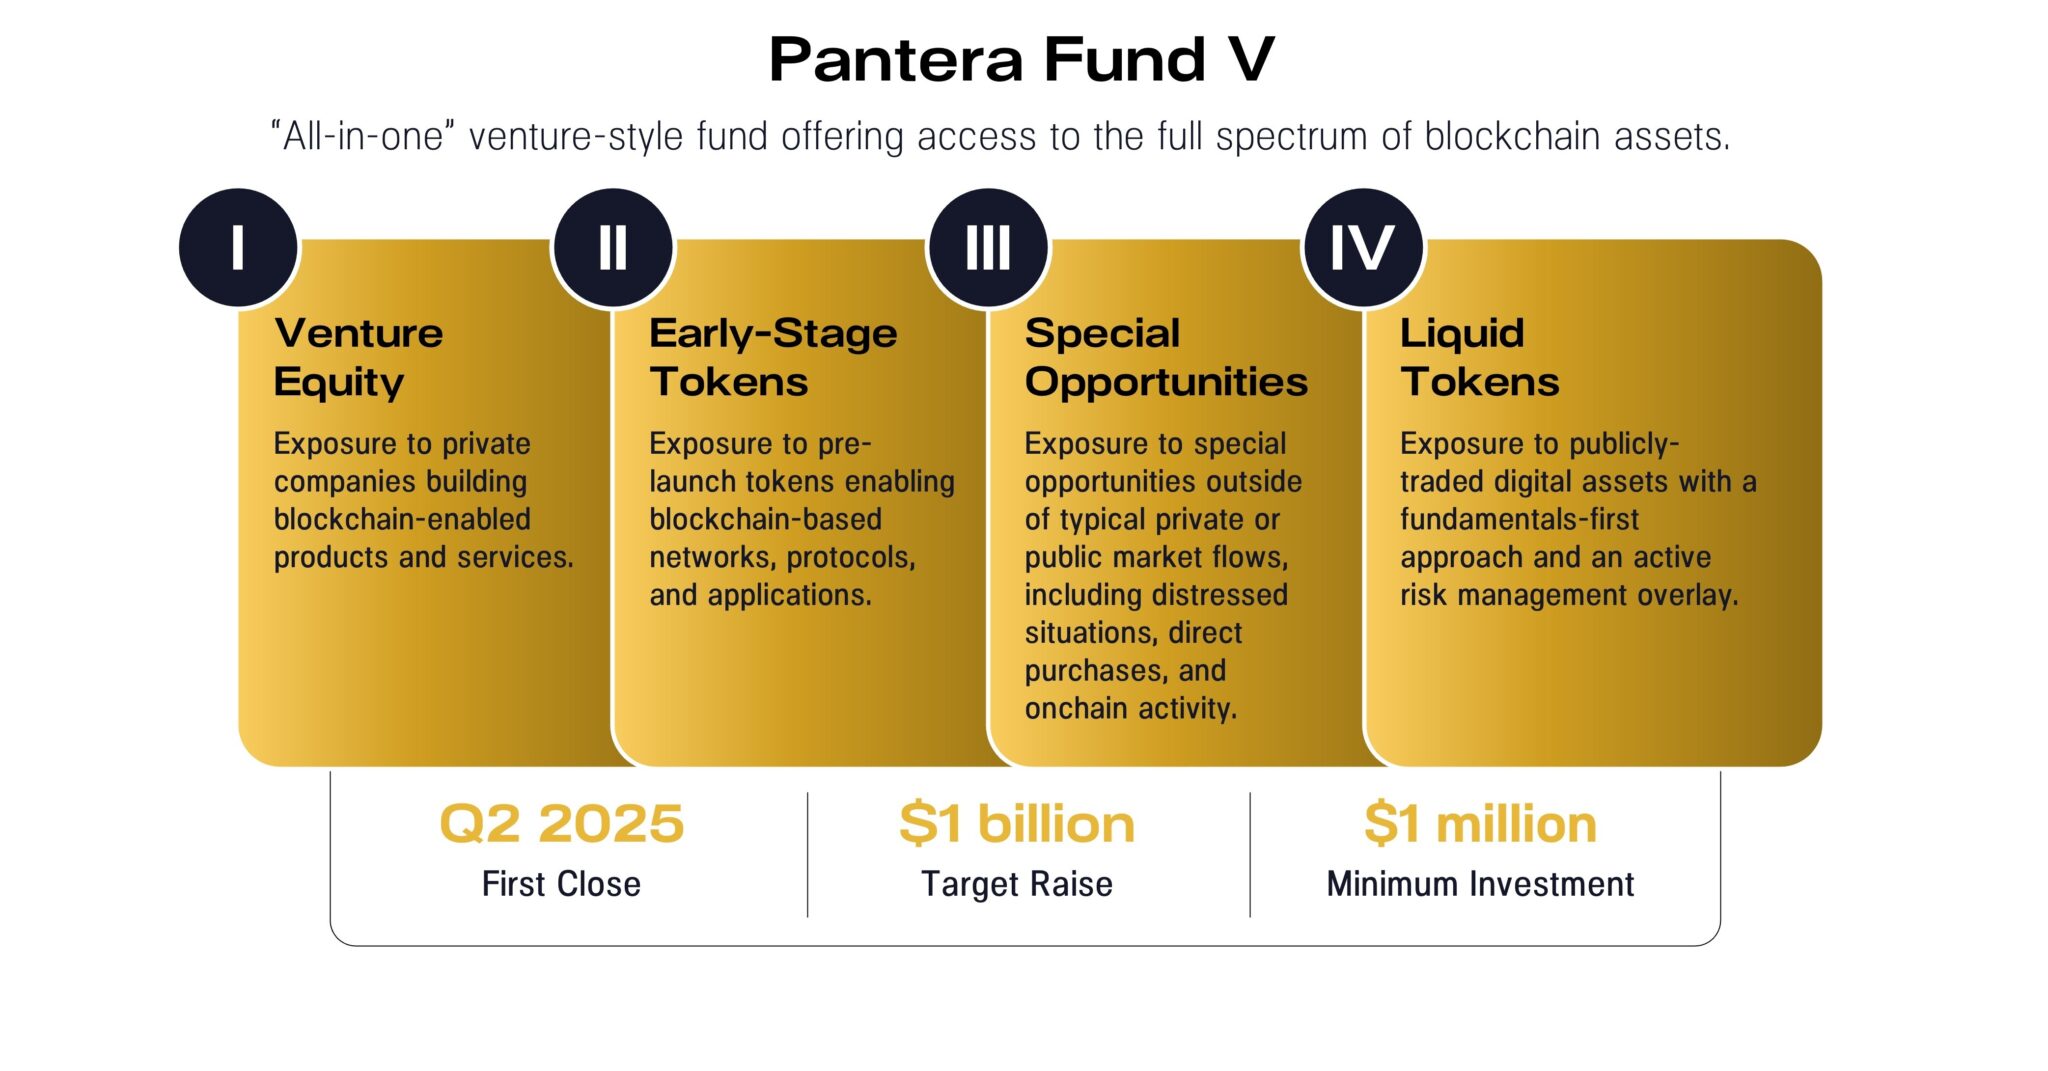 Pantera Fund V
“All-in-one” venture-style fund offering access to the full spectrum of blockchain assets.
I
Venture
Equity
Exposure to private
companies building
blockchain-enabled
products and services.
II
Early-Stage
Tokens
Exposure to pre-
launch tokens enabling
blockchain-based
networks, protocols,
and applications.
III
Special
Opportunities
Exposure to special
opportunities outside
of typical private or
public market flows,
including distressed
situations, direct
purchases, and
onchain activity.
IV
Liquid
Tokens
Exposure to publicly-
traded digital assets with a
fundamentals-first
approach and an active
risk management overlay.
Q2 2025
First Close
$1 billion
Target Raise
$1 million
Minimum Investment